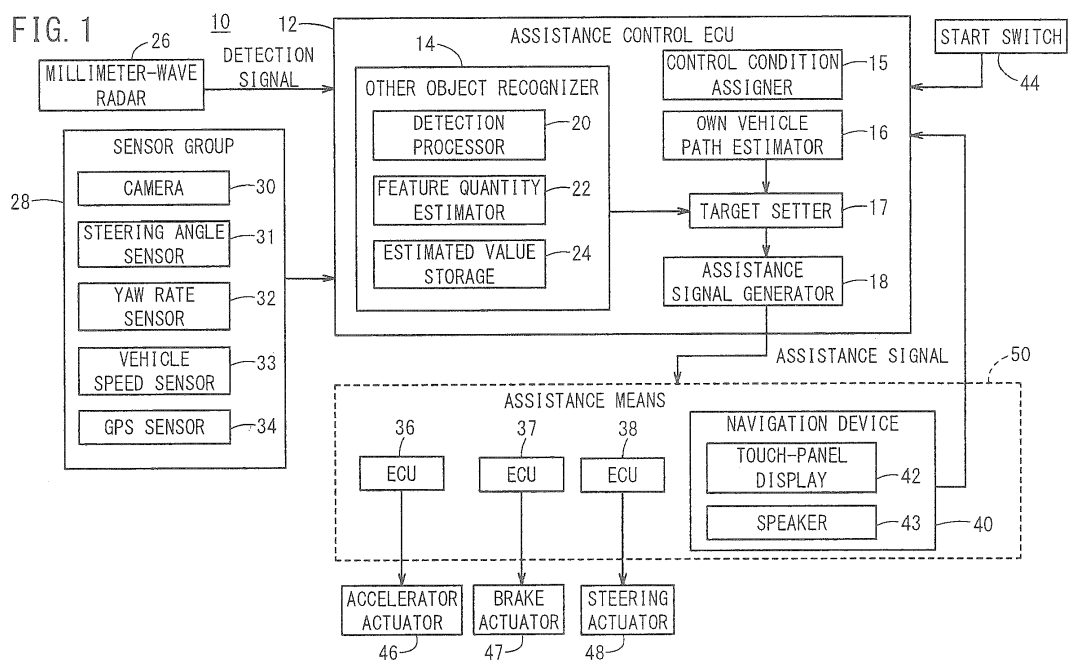 FIG. 1
10
12
26
MILLIMETER-WAVE
RADAR
DETECTION
SIGNAL
ASSISTANCE CONTROL ECU
START SWITCH
44
14
OTHER OBJECT RECOGNIZER
DETECTION
PROCESSOR
20
FEATURE QUANTITY
ESTIMATOR
22
ESTIMATED VALUE
STORAGE
24
CONTROL CONDITION
ASSIGNER
15
OWN VEHICLE
PATH ESTIMATOR
16
TARGET SETTER
17
ASSISTANCE
SIGNAL GENERATOR
18
28
SENSOR GROUP
CAMERA
30
STEERING ANGLE
SENSOR
31
YAW RATE
SENSOR
32
VEHICLE
SPEED SENSOR
33
GPS SENSOR
34
ASSISTANCE SIGNAL
50
ASSISTANCE MEANS
36
ECU
37
ECU
38
ECU
NAVIGATION DEVICE
TOUCH-PANEL
DISPLAY
42
SPEAKER
43
40
ACCELERATOR
ACTUATOR
46
BRAKE
ACTUATOR
47
STEERING
ACTUATOR
48